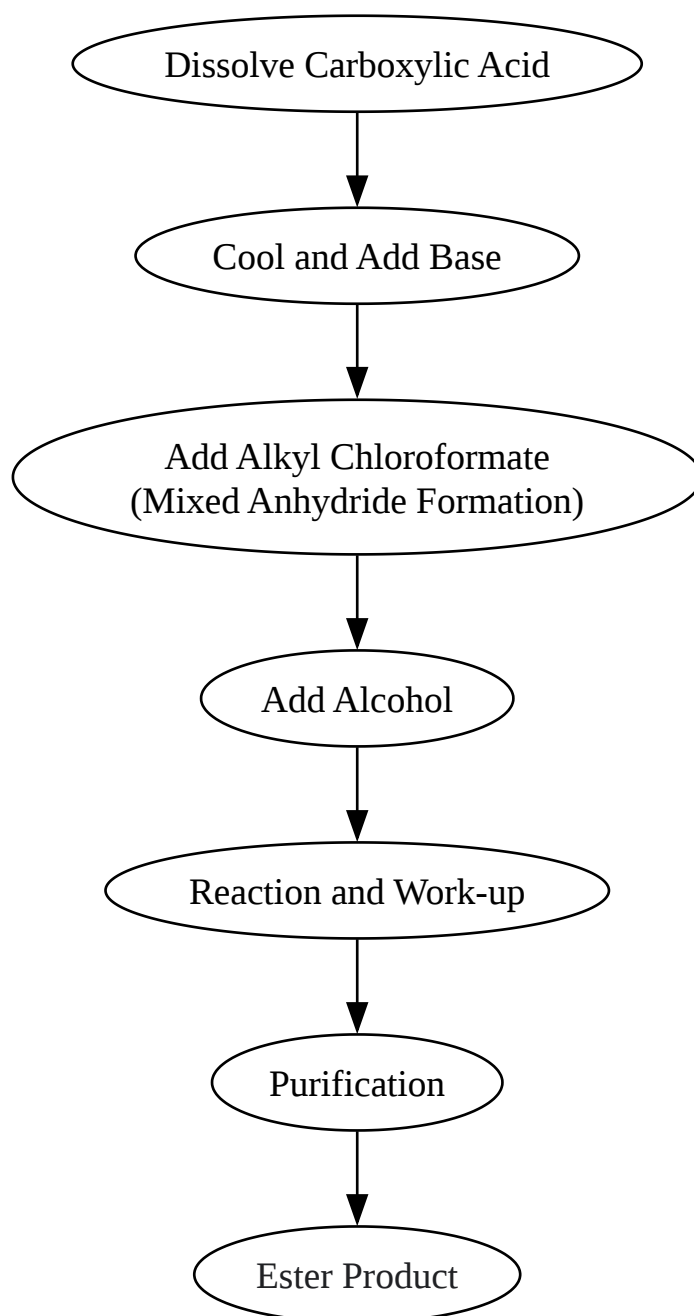 Dissolve Carboxylic Acid
Cool and Add Base
Add Alkyl Chloroformate
(Mixed Anhydride Formation)
Add Alcohol
Reaction and Work-up
Purification
Ester Product